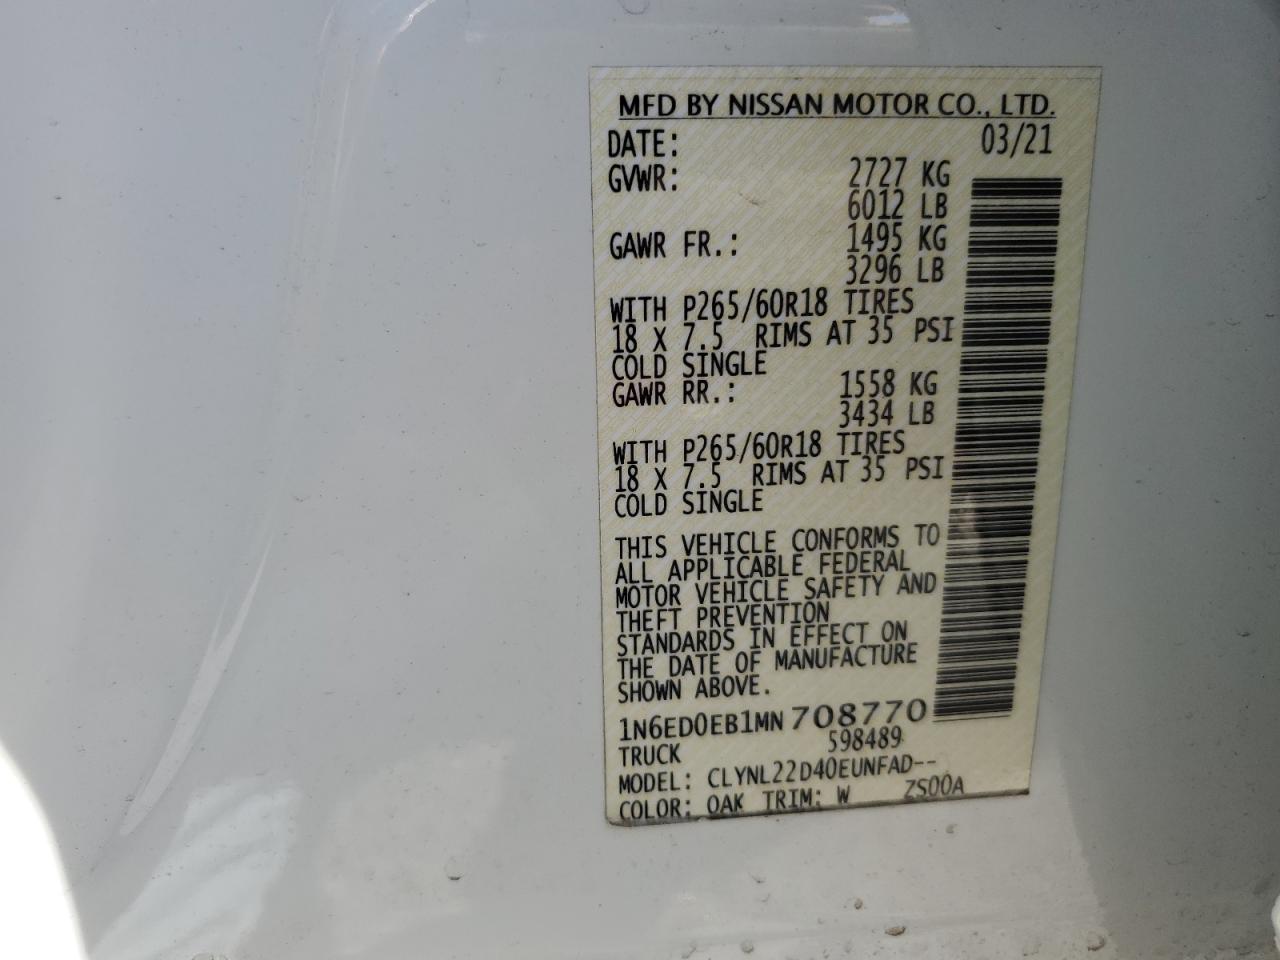 MFD BY NISSAN MOTOR CO., LTD.
DATE: 03/21
GVWR: 2727 KG
6012 LB
GAWR FR.: 1495 KG
3296 LB
WITH P265/60R18 TIRES
18 X 7.5 RIMS AT 35 PSI
COLD SINGLE
GAWR RR.: 1558 KG
3434 LB
WITH P265/60R18 TIRES
18 X 7.5 RIMS AT 35 PSI
COLD SINGLE
THIS VEHICLE CONFORMS TO
ALL APPLICABLE FEDERAL
MOTOR VEHICLE SAFETY AND
THEFT PREVENTION
STANDARDS IN EFFECT ON
THE DATE OF MANUFACTURE
SHOWN ABOVE.
1N6ED0EB1MN708770
TRUCK 598489
MODEL: CLYNL22D40EUNFAD--
COLOR: QAK TRIM: W ZS00A